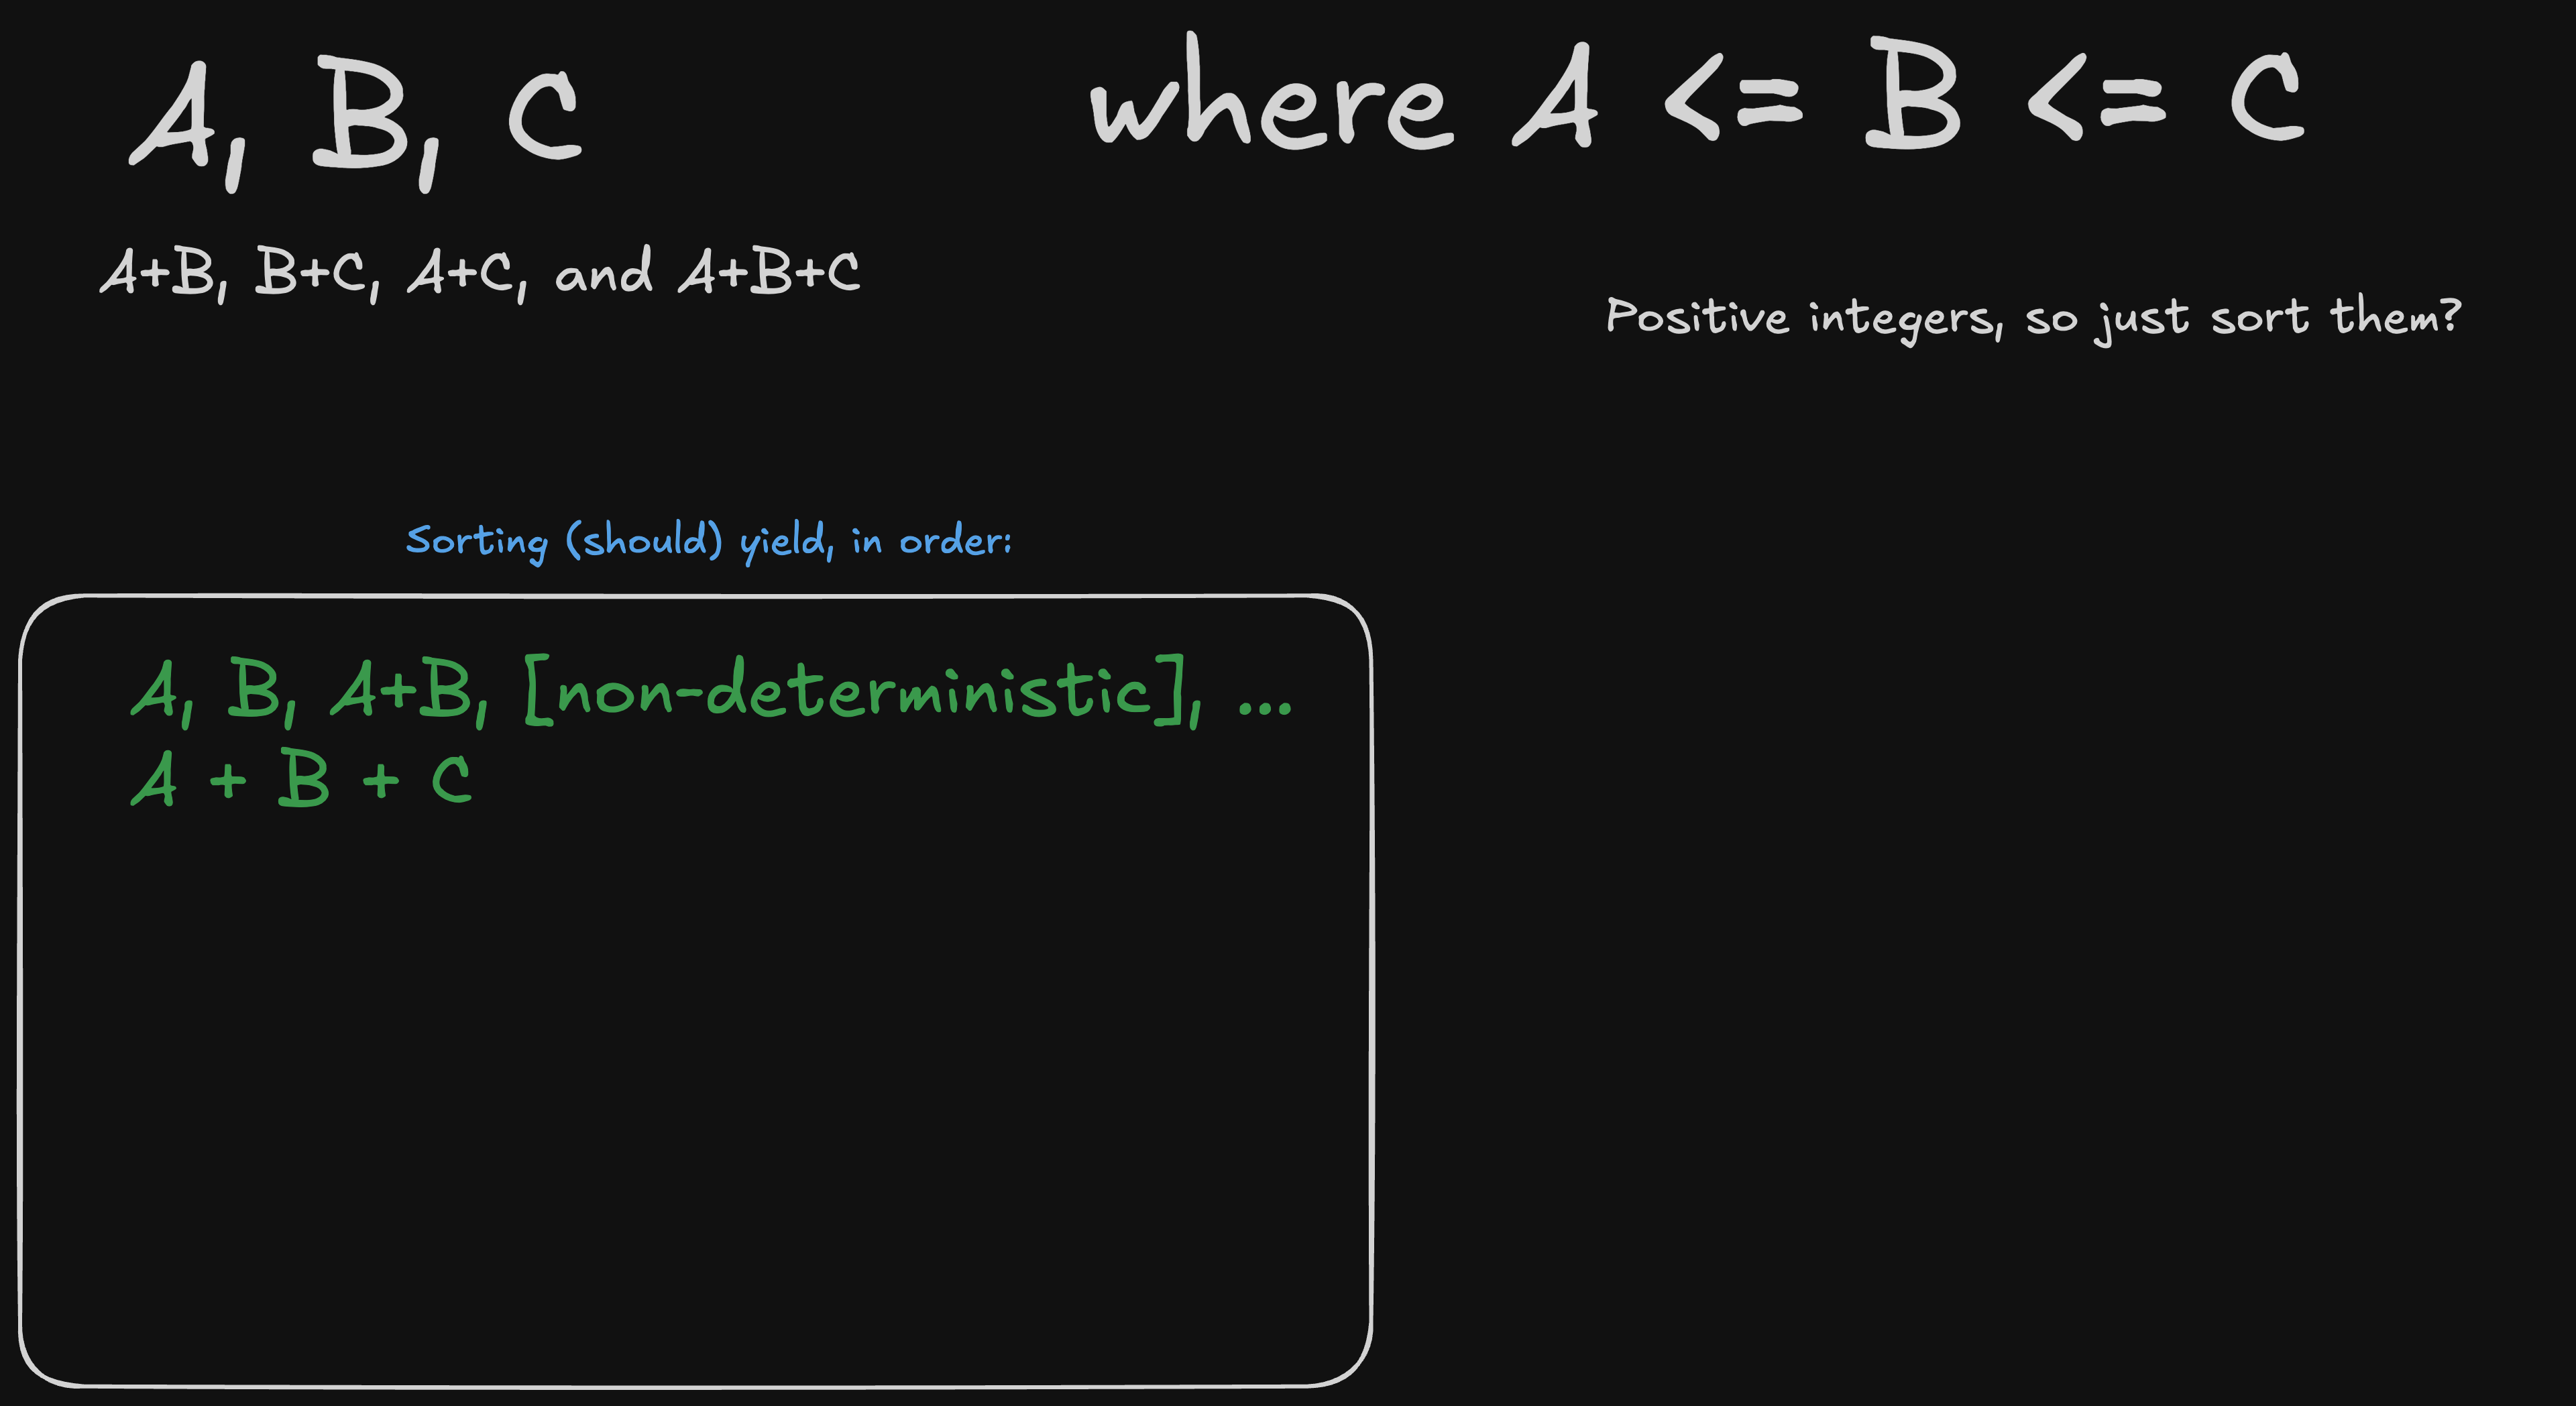 A, B, C
where A <= B <= C
A+B, B+C, A+C, and A+B+C
Positive integers, so just sort them?
Sorting (should) yield, in order:
A, B, A+B, [non-deterministic], ...
A + B + C